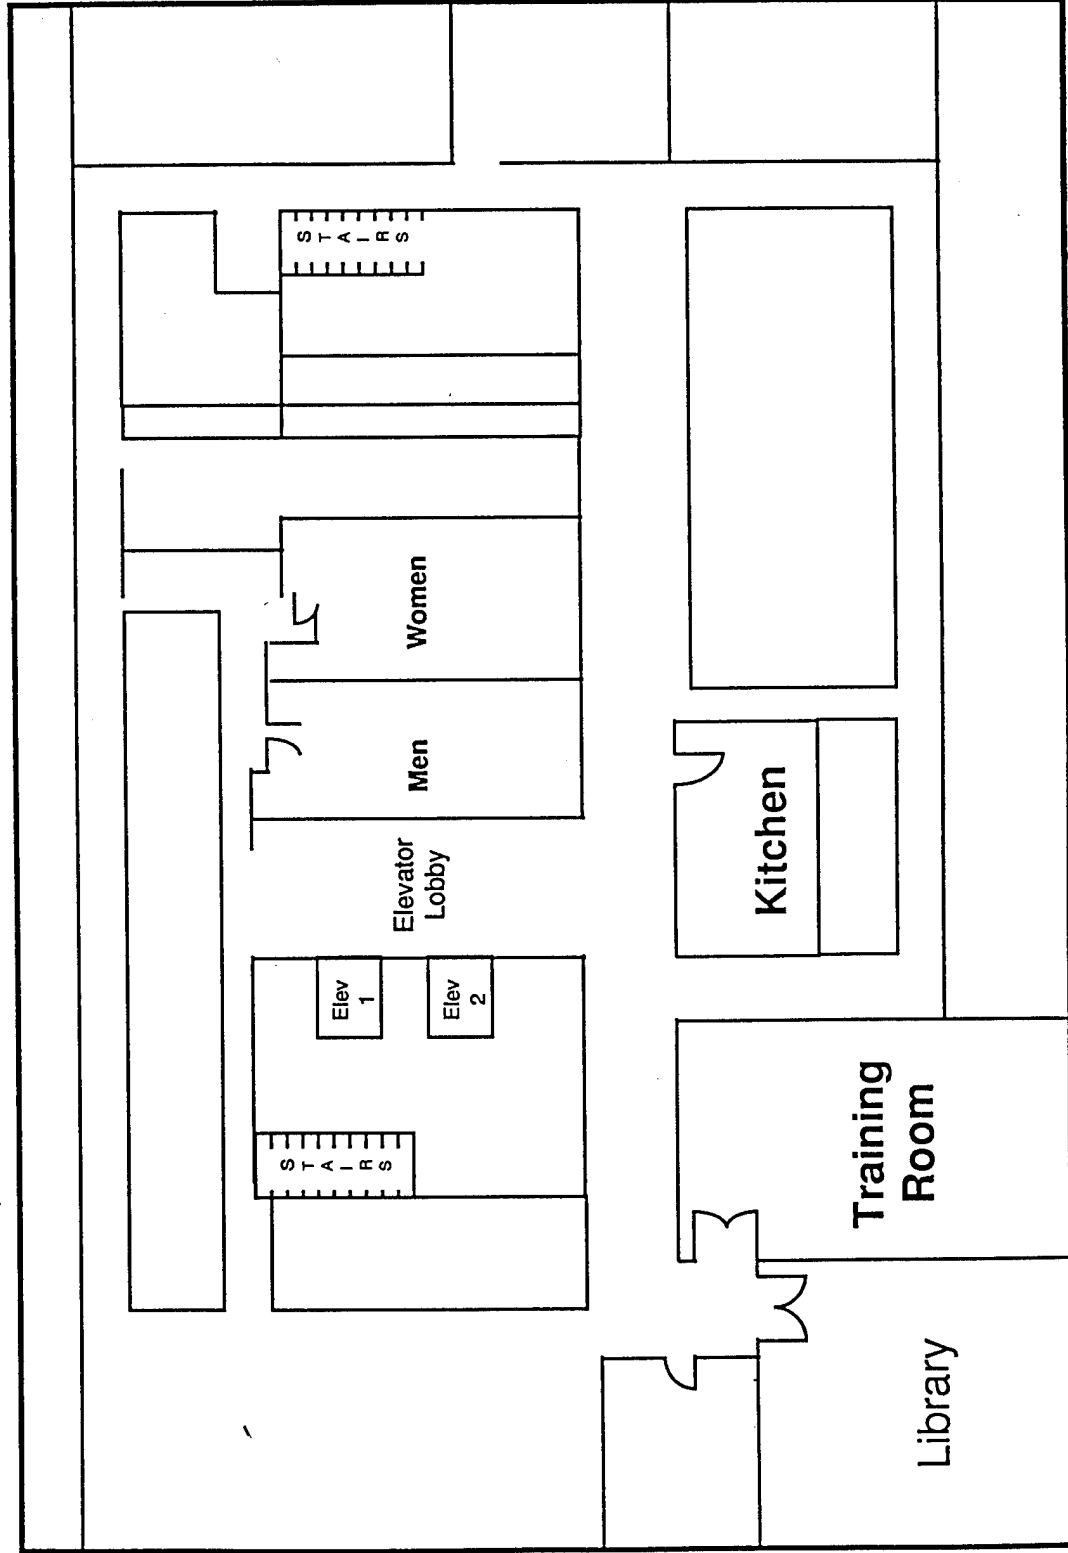 STAIRS
Women
Men
Elevator
Lobby
Elev
1
Elev
2
STAIRS
Kitchen
Training
Room
Library